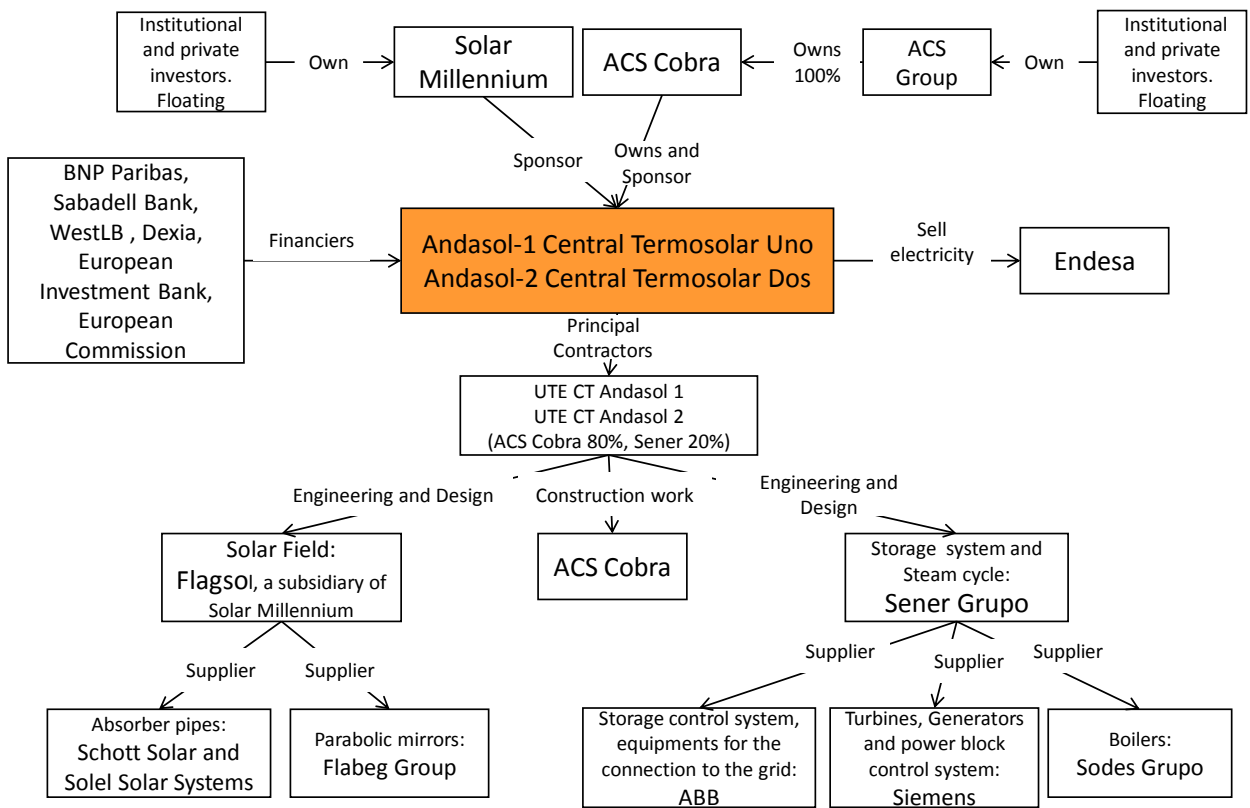 Institutional
and private
investors.
Floating
Own
Solar
Millennium
ACS Cobra
Owns
100%
ACS
Group
Own
Institutional
and private
investors.
Floating
Sponsor
Owns and
Sponsor
BNP Paribas,
Sabadell Bank,
WestLB , Dexia,
European
Investment Bank,
European
Commission
Financiers
Andasol-1 Central Termosolar Uno
Andasol-2 Central Termosolar Dos
Sell
electricity
Endesa
Principal
Contractors
UTE CT Andasol 1
UTE CT Andasol 2
(ACS Cobra 80%, Sener 20%)
Engineering and Design
Construction work
Engineering and
Design
Solar Field:
Flagsol, a subsidiary of
Solar Millennium
ACS Cobra
Storage system and
Steam cycle:
Sener Grupo
Supplier
Supplier
Supplier
Supplier
Supplier
Absorber pipes:
Schott Solar and
Solel Solar Systems
Parabolic mirrors:
Flabeg Group
Storage control system,
equipments for the
connection to the grid:
ABB
Turbines, Generators
and power block
control system:
Siemens
Boilers:
Sodes Grupo